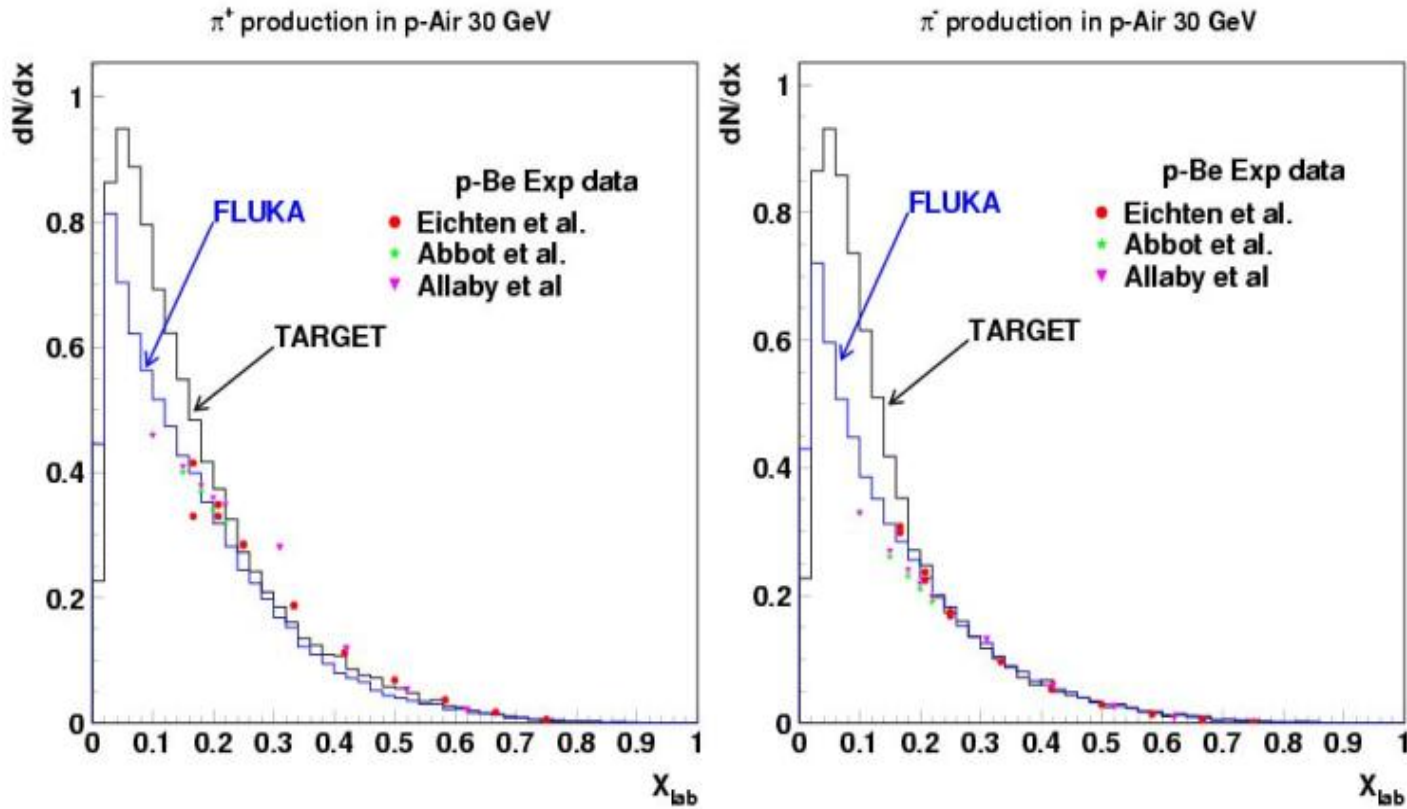 π⁺ production in p-Air 30 GeV
dN/dx
1
0.8
0.6
0.4
0.2
0
p-Be Exp data
Eichten et al.
Abbot et al.
Allaby et al
FLUKA
TARGET
0 0.1 0.2 0.3 0.4 0.5 0.6 0.7 0.8 0.9 1
X_lab
π⁻ production in p-Air 30 GeV
dN/dx
1
0.8
0.6
0.4
0.2
0
p-Be Exp data
FLUKA
Eichten et al.
Abbot et al.
Allaby et al
TARGET
0 0.1 0.2 0.3 0.4 0.5 0.6 0.7 0.8 0.9 1
X_lab